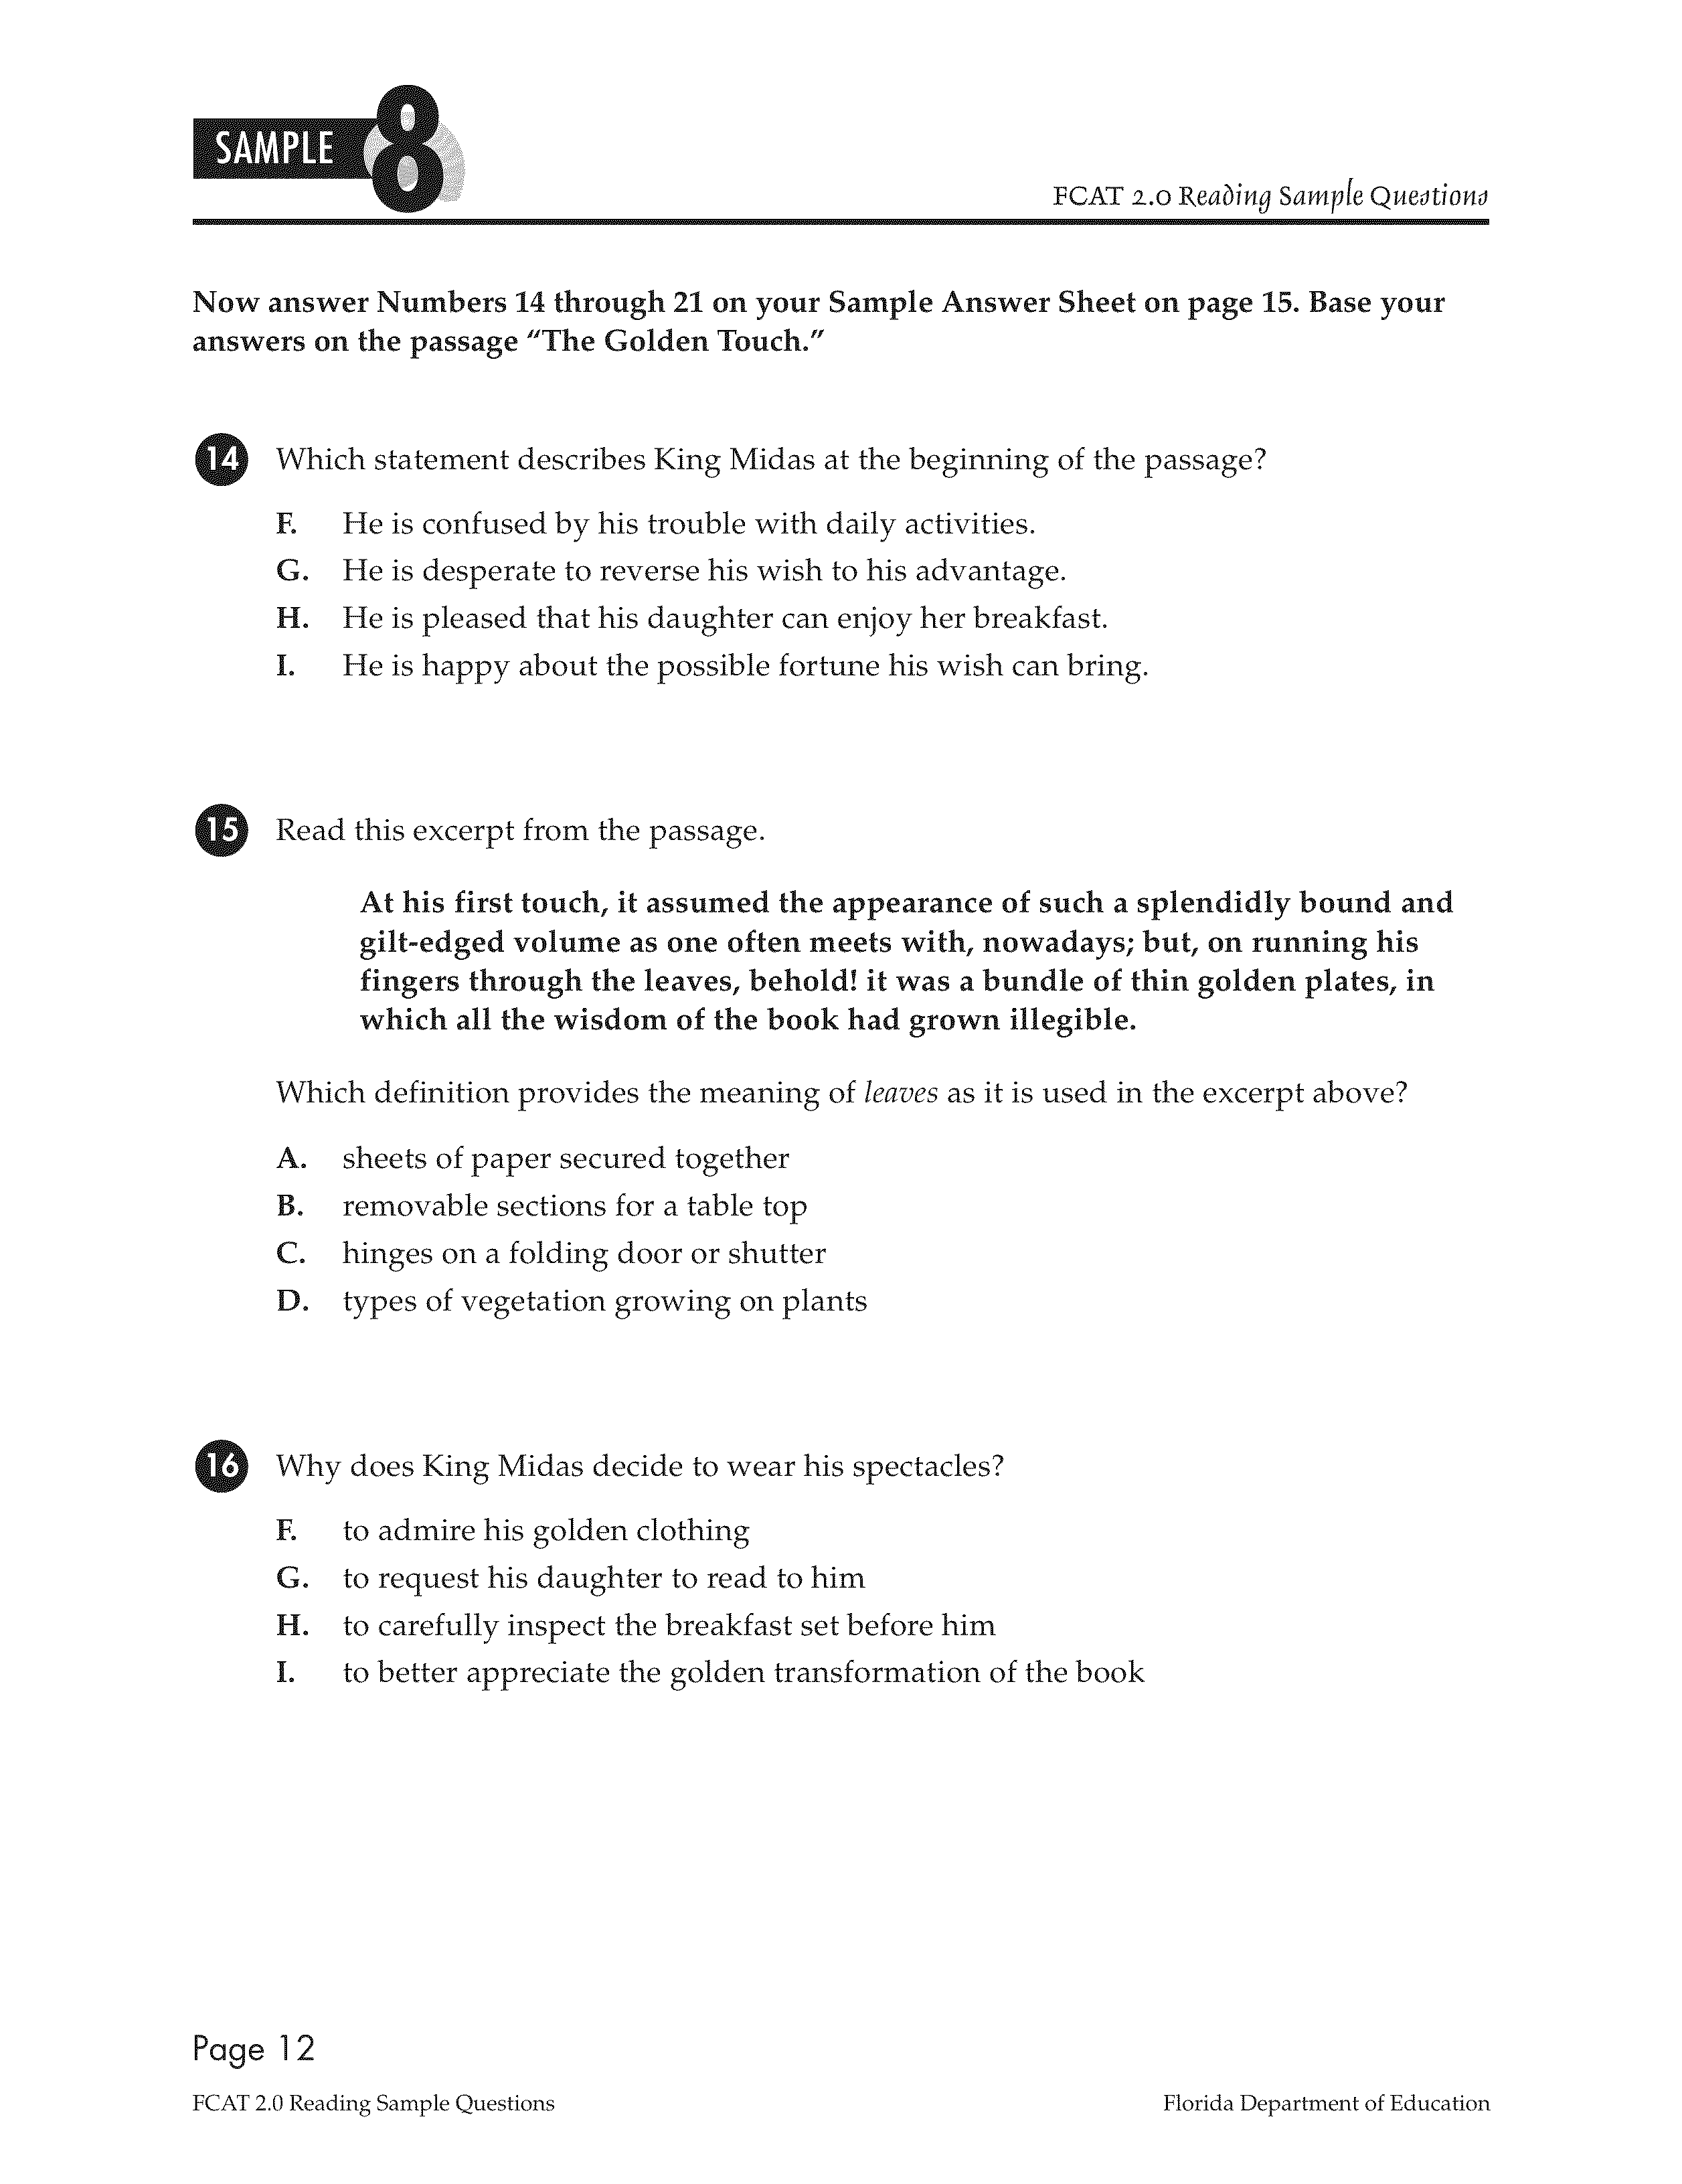 SAMPLE 8
FCAT 2.0 Reading Sample Questions
Now answer Numbers 14 through 21 on your Sample Answer Sheet on page 15. Base your
answers on the passage “The Golden Touch.”
14 Which statement describes King Midas at the beginning of the passage?
F. He is confused by his trouble with daily activities.
G. He is desperate to reverse his wish to his advantage.
H. He is pleased that his daughter can enjoy her breakfast.
I. He is happy about the possible fortune his wish can bring.
15 Read this excerpt from the passage.
At his first touch, it assumed the appearance of such a splendidly bound and
gilt-edged volume as one often meets with, nowadays; but, on running his
fingers through the leaves, behold! it was a bundle of thin golden plates, in
which all the wisdom of the book had grown illegible.
Which definition provides the meaning of leaves as it is used in the excerpt above?
A. sheets of paper secured together
B. removable sections for a table top
C. hinges on a folding door or shutter
D. types of vegetation growing on plants
16 Why does King Midas decide to wear his spectacles?
F. to admire his golden clothing
G. to request his daughter to read to him
H. to carefully inspect the breakfast set before him
I. to better appreciate the golden transformation of the book
Page 12
FCAT 2.0 Reading Sample Questions
Florida Department of Education